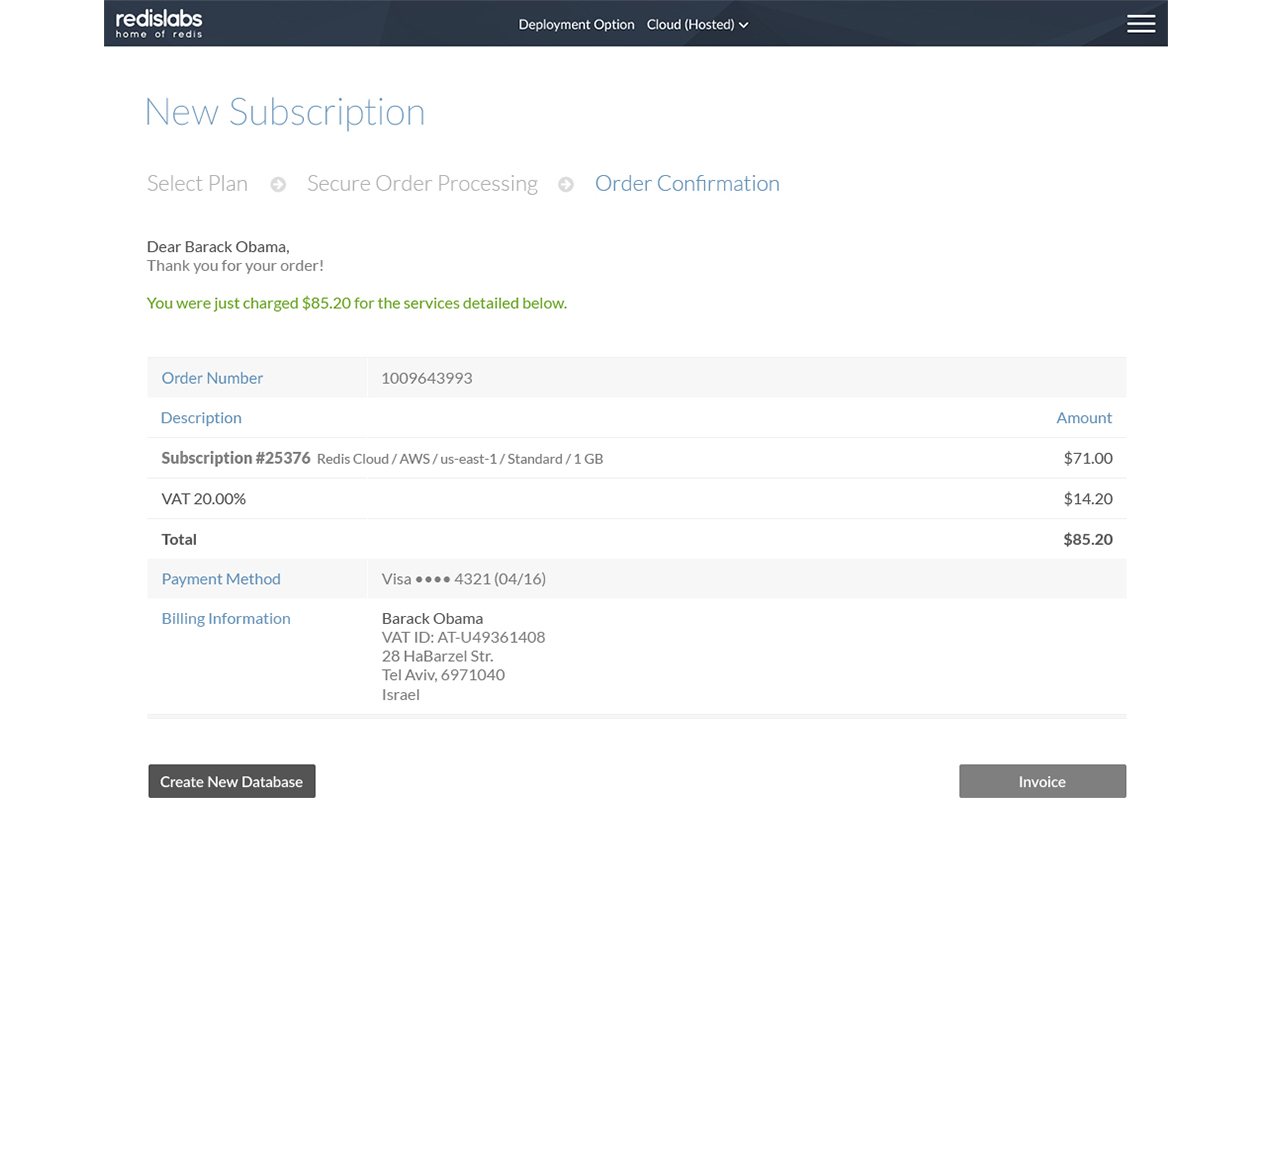 redislabs
home of redis
Deployment Option Cloud (Hosted)
New Subscription
Select Plan Secure Order Processing Order Confirmation
Dear Barack Obama,
Thank you for your order!
You were just charged $85.20 for the services detailed below.
Order Number 1009643993
Description Amount
Subscription #25376 Redis Cloud / AWS / us-east-1 / Standard / 1 GB $71.00
VAT 20.00% $14.20
Total $85.20
Payment Method Visa •••• 4321 (04/16)
Billing Information Barack Obama
VAT ID: AT-U49361408
28 HaBarzel Str.
Tel Aviv, 6971040
Israel
Create New Database Invoice